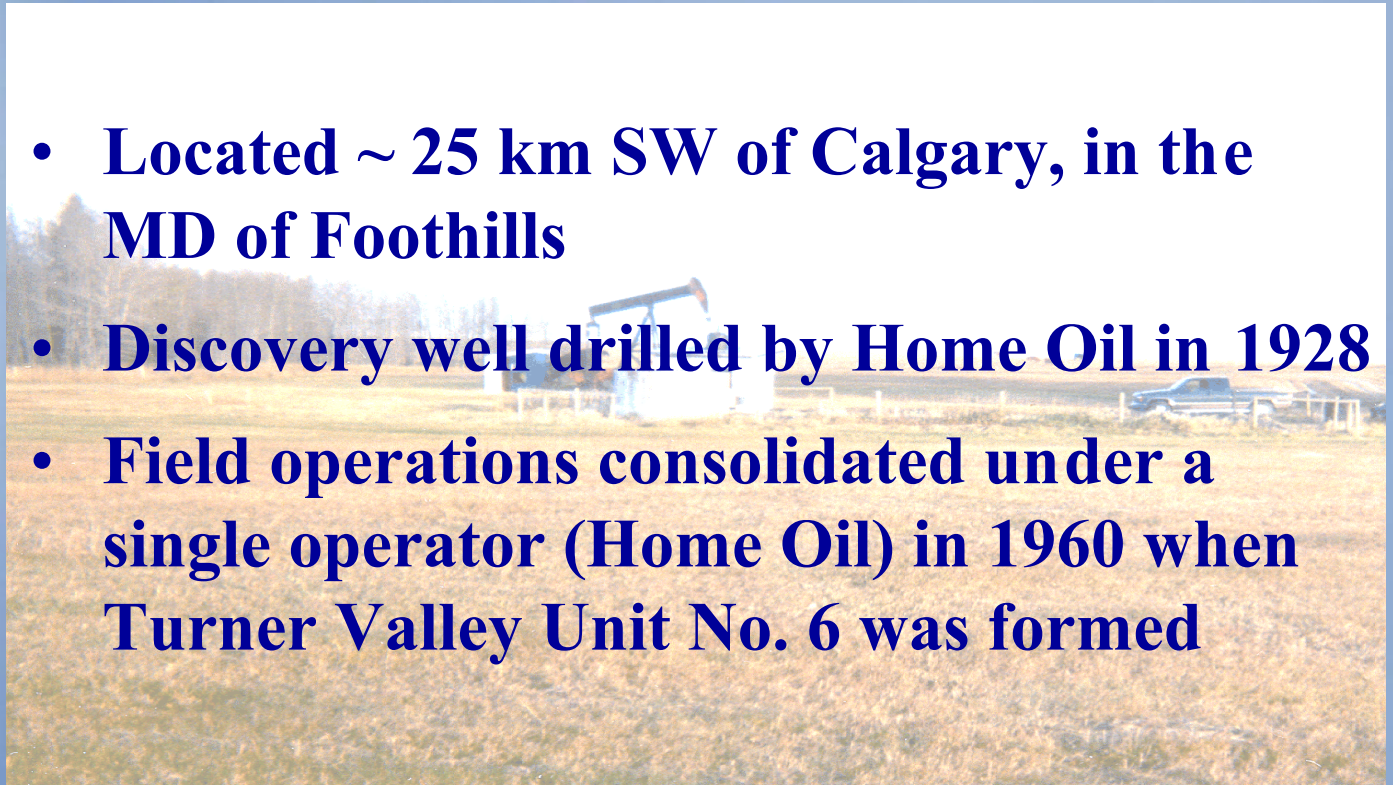 • Located ~ 25 km SW of Calgary, in the
MD of Foothills
• Discovery well drilled by Home Oil in 1928
• Field operations consolidated under a
single operator (Home Oil) in 1960 when
Turner Valley Unit No. 6 was formed